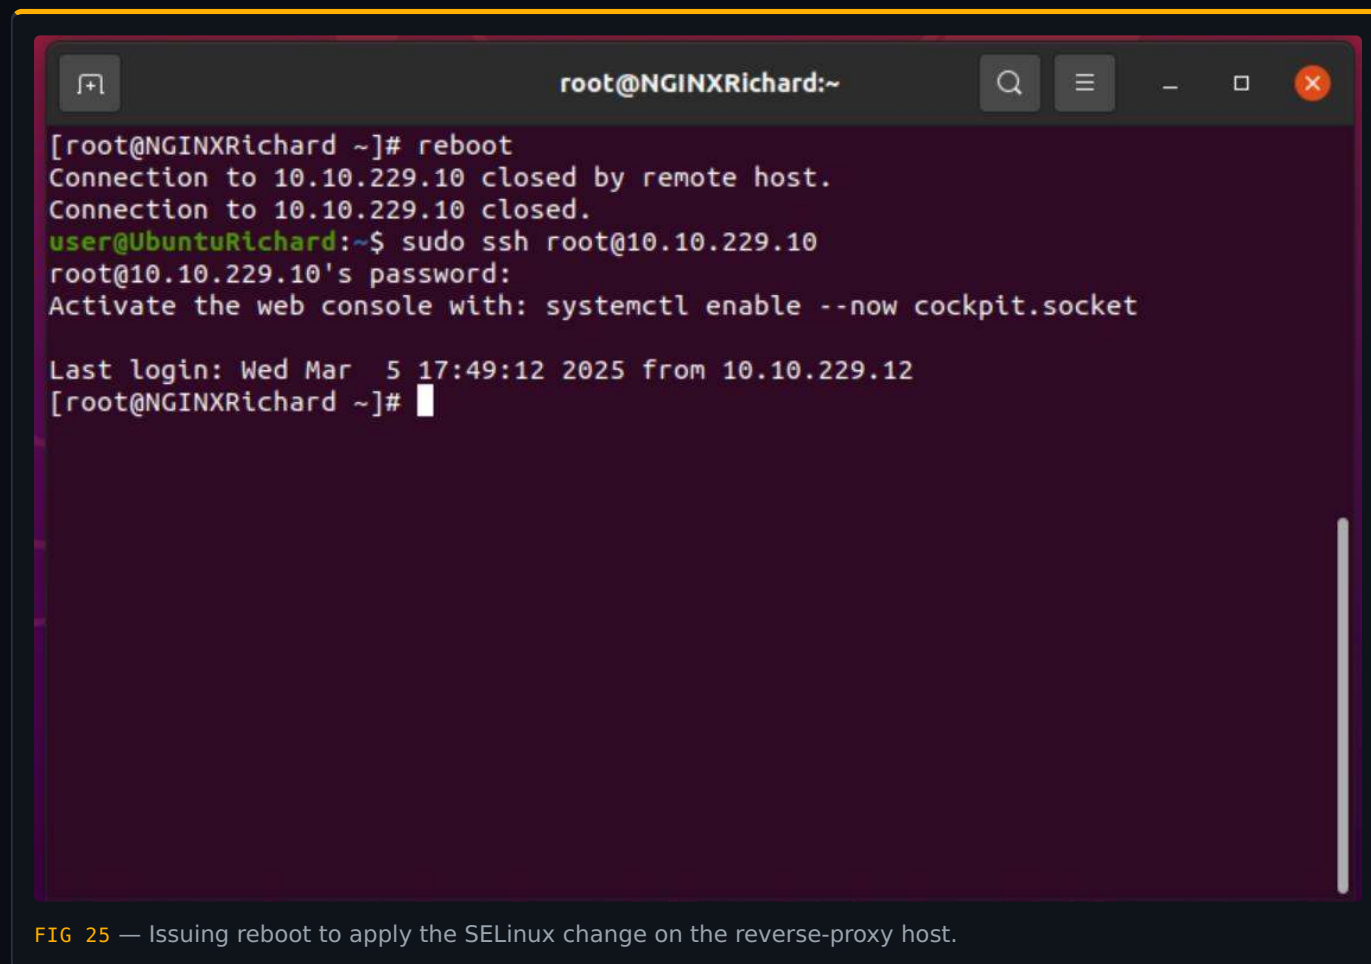 root@NGINXRichard:~
[root@NGINXRichard ~]# reboot
Connection to 10.10.229.10 closed by remote host.
Connection to 10.10.229.10 closed.
user@UbuntuRichard:~$ sudo ssh root@10.10.229.10
root@10.10.229.10's password:
Activate the web console with: systemctl enable --now cockpit.socket
Last login: Wed Mar  5 17:49:12 2025 from 10.10.229.12
[root@NGINXRichard ~]#
FIG 25 — Issuing reboot to apply the SELinux change on the reverse-proxy host.